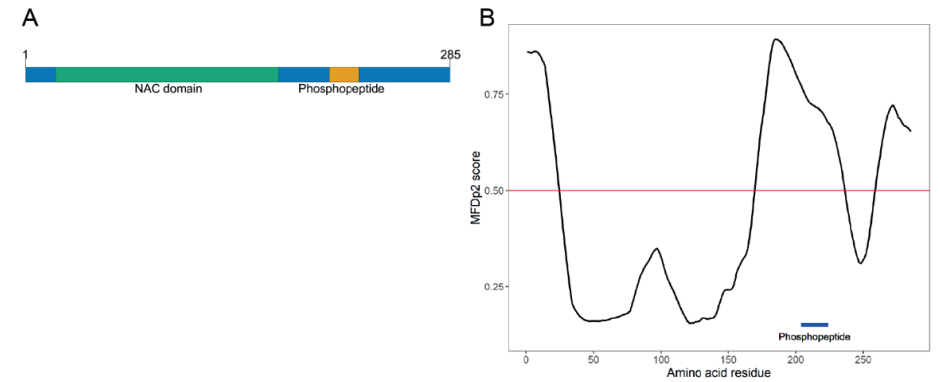 A
1
285
NAC domain
Phosphopeptide
B
MFDp2 score
0.75
0.50
0.25
Phosphopeptide
0
50
100
150
200
250
Amino acid residue